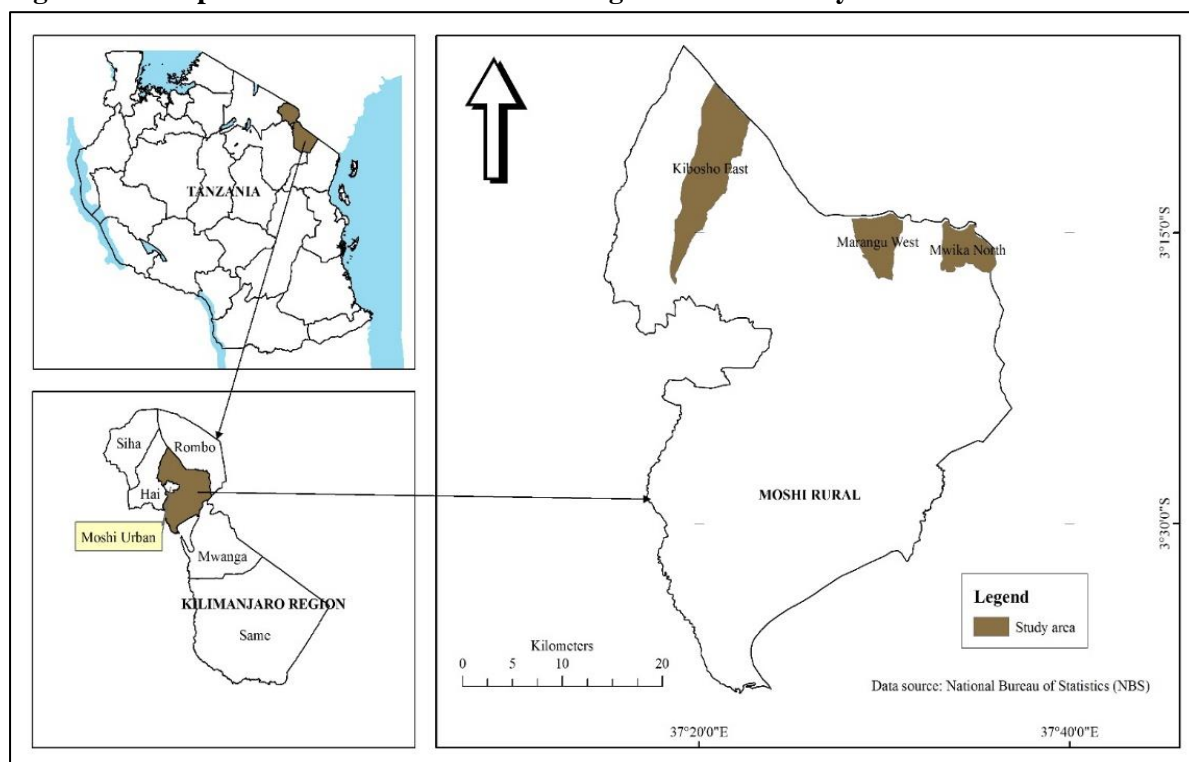 TANZANIA
Siha
Rombo
Hai
Moshi Urban
Mwanga
KILIMANJARO REGION
Same
Kibosho East
Marangu West
Mwika North
3°15'0"S
MOSHI RURAL
3°30'0"S
Legend
Study area
Kilometers
0 5 10 20
Data source: National Bureau of Statistics (NBS)
37°20'0"E
37°40'0"E